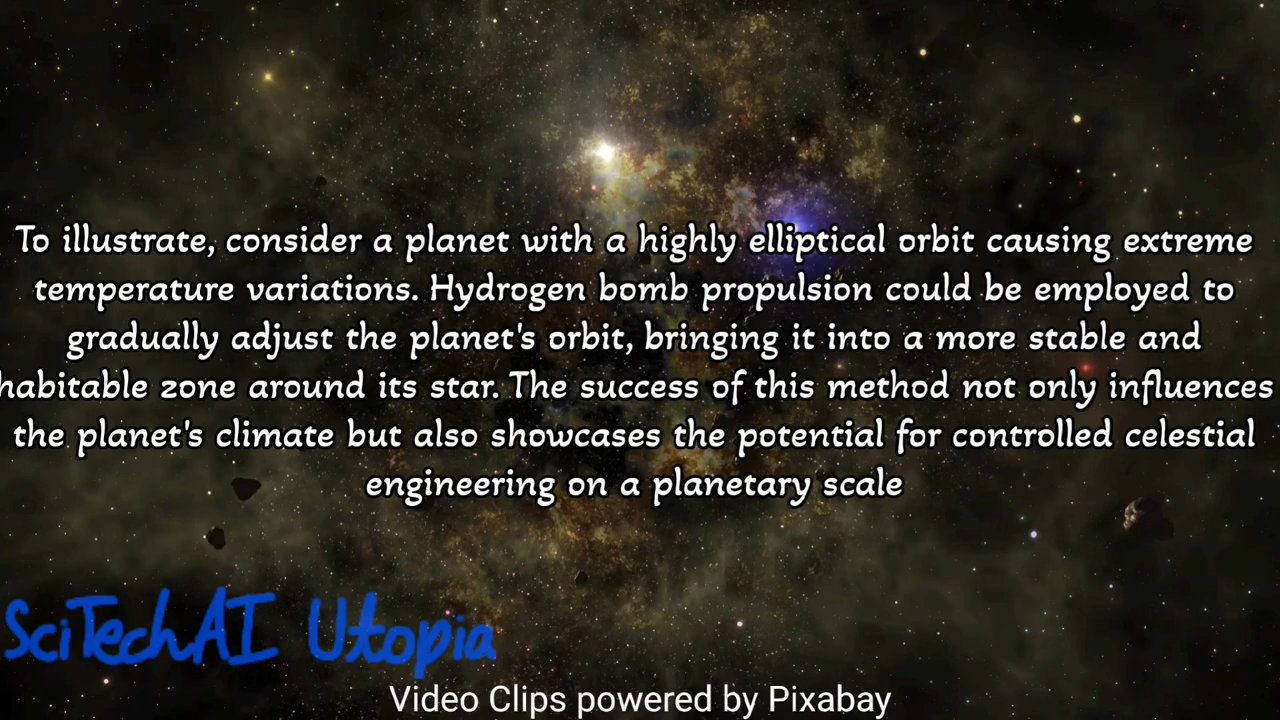 To illustrate, consider a planet with a highly elliptical orbit causing extreme
temperature variations. Hydrogen bomb propulsion could be employed to
gradually adjust the planet's orbit, bringing it into a more stable and
habitable zone around its star. The success of this method not only influences
the planet's climate but also showcases the potential for controlled celestial
engineering on a planetary scale
SciTechAI Utopia
Video Clips powered by Pixabay